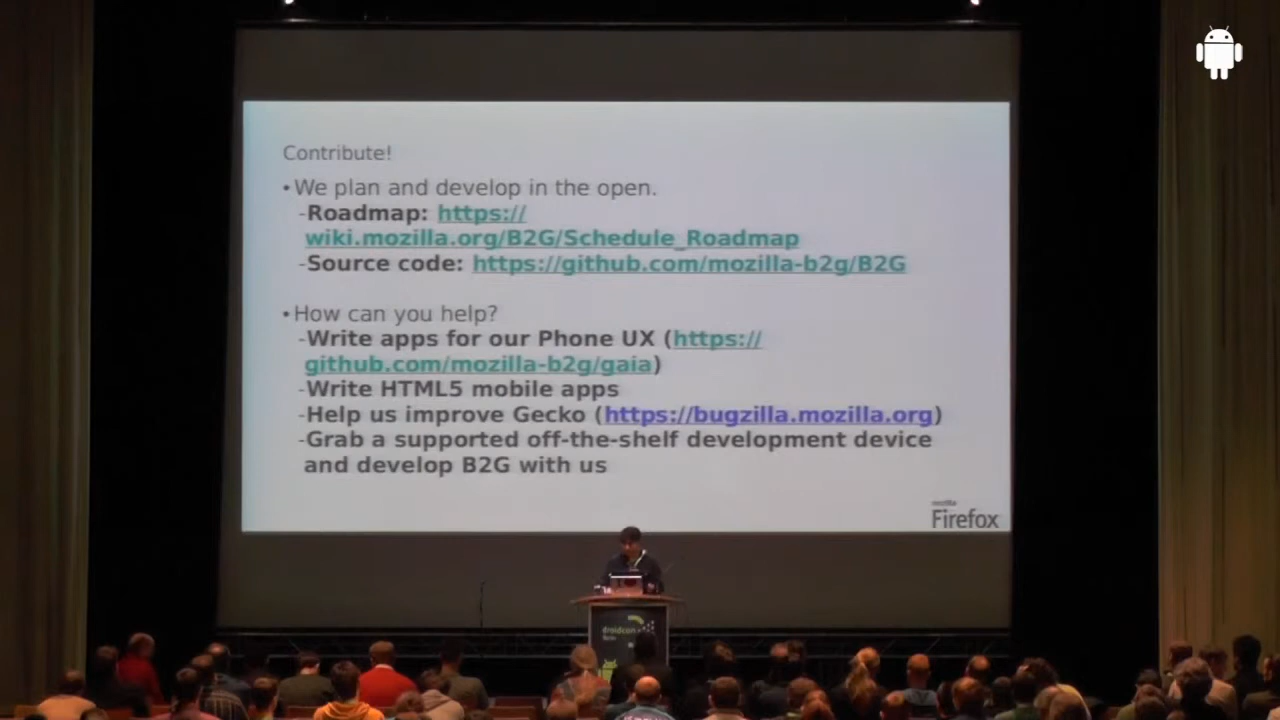 Contribute!
•We plan and develop in the open.
-Roadmap: https://
wiki.mozilla.org/B2G/Schedule_Roadmap
-Source code: https://github.com/mozilla-b2g/B2G
•How can you help?
-Write apps for our Phone UX (https://
github.com/mozilla-b2g/gaia)
-Write HTML5 mobile apps
-Help us improve Gecko (https://bugzilla.mozilla.org)
-Grab a supported off-the-shelf development device
and develop B2G with us
mozilla
Firefox
droidcon